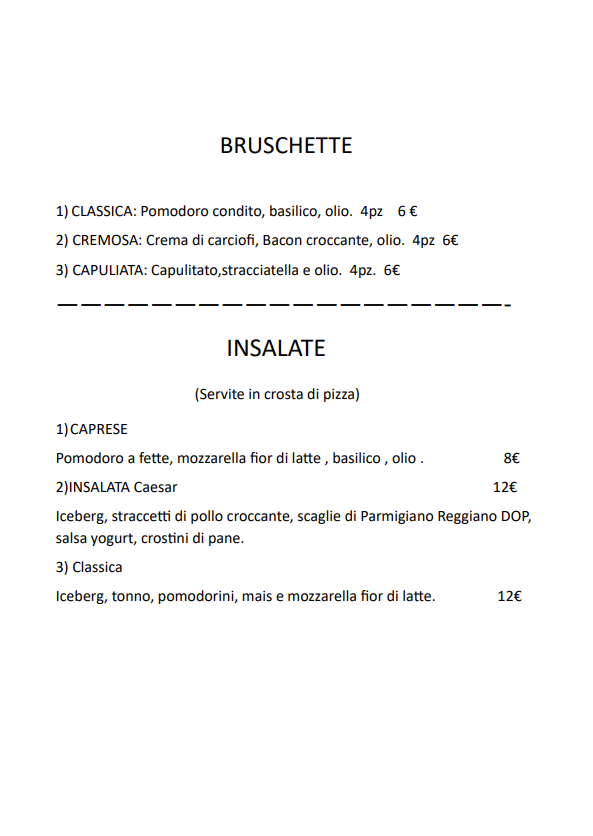 BRUSCHETTE
1) CLASSICA: Pomodoro condito, basilico, olio. 4pz 6 €
2) CREMOSA: Crema di carciofi, Bacon croccante, olio. 4pz 6€
3) CAPULIATA: Capulitato,stracciatella e olio. 4pz. 6€
— — — — — — — — — — — — — — — — — — — -
INSALATE
(Servite in crosta di pizza)
1)CAPRESE
Pomodoro a fette, mozzarella fior di latte , basilico , olio . 8€
2)INSALATA Caesar 12€
Iceberg, straccetti di pollo croccante, scaglie di Parmigiano Reggiano DOP,
salsa yogurt, crostini di pane.
3) Classica
Iceberg, tonno, pomodorini, mais e mozzarella fior di latte. 12€